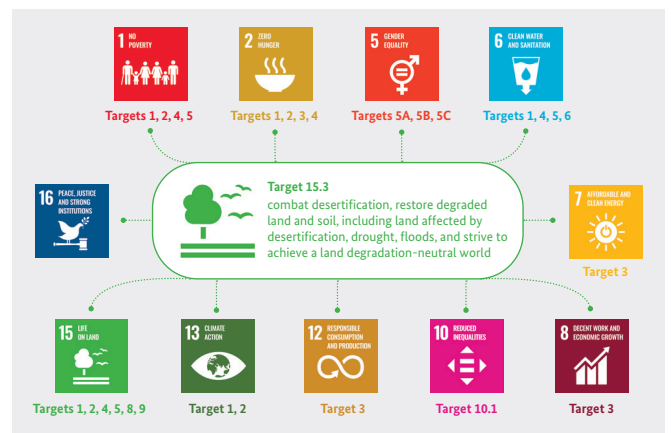 1 NO
POVERTY
Targets 1, 2, 4, 5
2 ZERO
HUNGER
Targets 1, 2, 3, 4
5 GENDER
EQUALITY
Targets 5A, 5B, 5C
6 CLEAN WATER
AND SANITATION
Targets 1, 4, 5, 6
16 PEACE, JUSTICE
AND STRONG
INSTITUTIONS
Target 15.3
combat desertification, restore degraded
land and soil, including land affected by
desertification, drought, floods, and strive to
achieve a land degradation-neutral world
7 AFFORDABLE AND
CLEAN ENERGY
Target 3
15 LIFE
ON LAND
Targets 1, 2, 4, 5, 8, 9
13 CLIMATE
ACTION
Target 1, 2
12 RESPONSIBLE
CONSUMPTION
AND PRODUCTION
Target 3
10 REDUCED
INEQUALITIES
Target 10.1
8 DECENT WORK AND
ECONOMIC GROWTH
Target 3